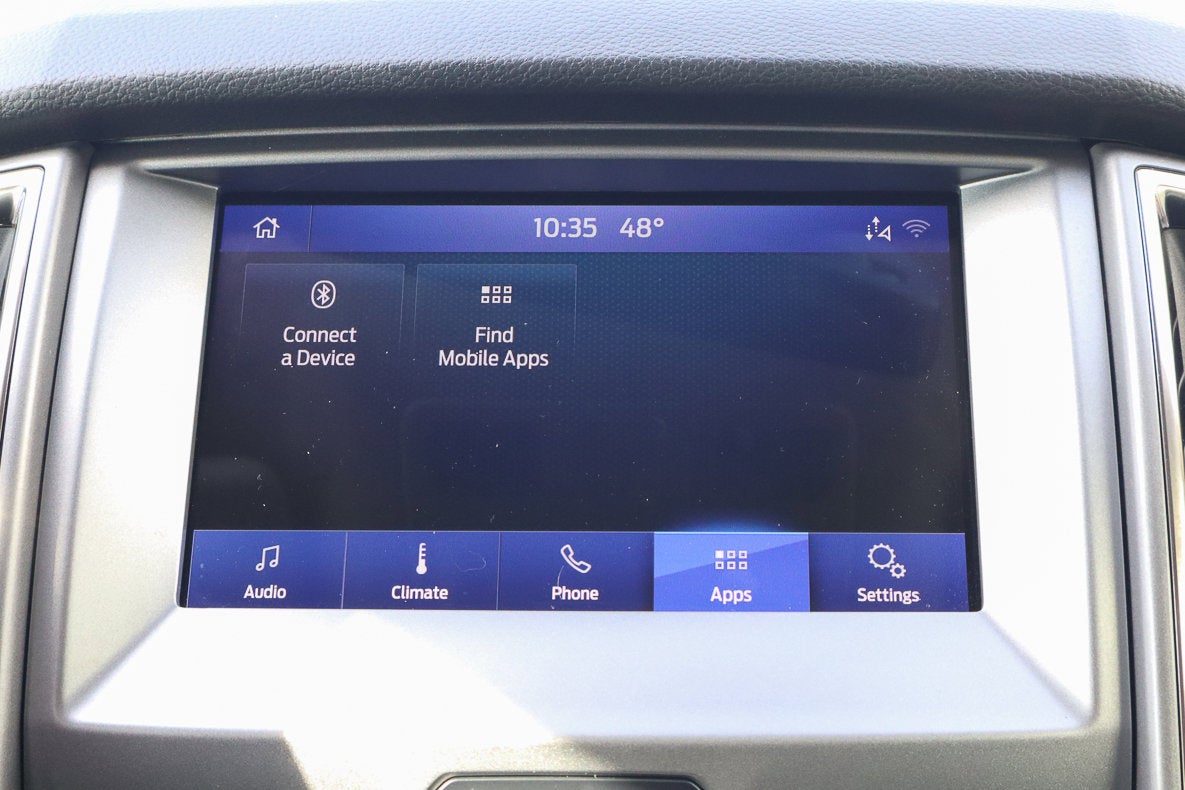 10:35 48°
Connect
a Device
Find
Mobile Apps
Audio
Climate
Phone
Apps
Settings